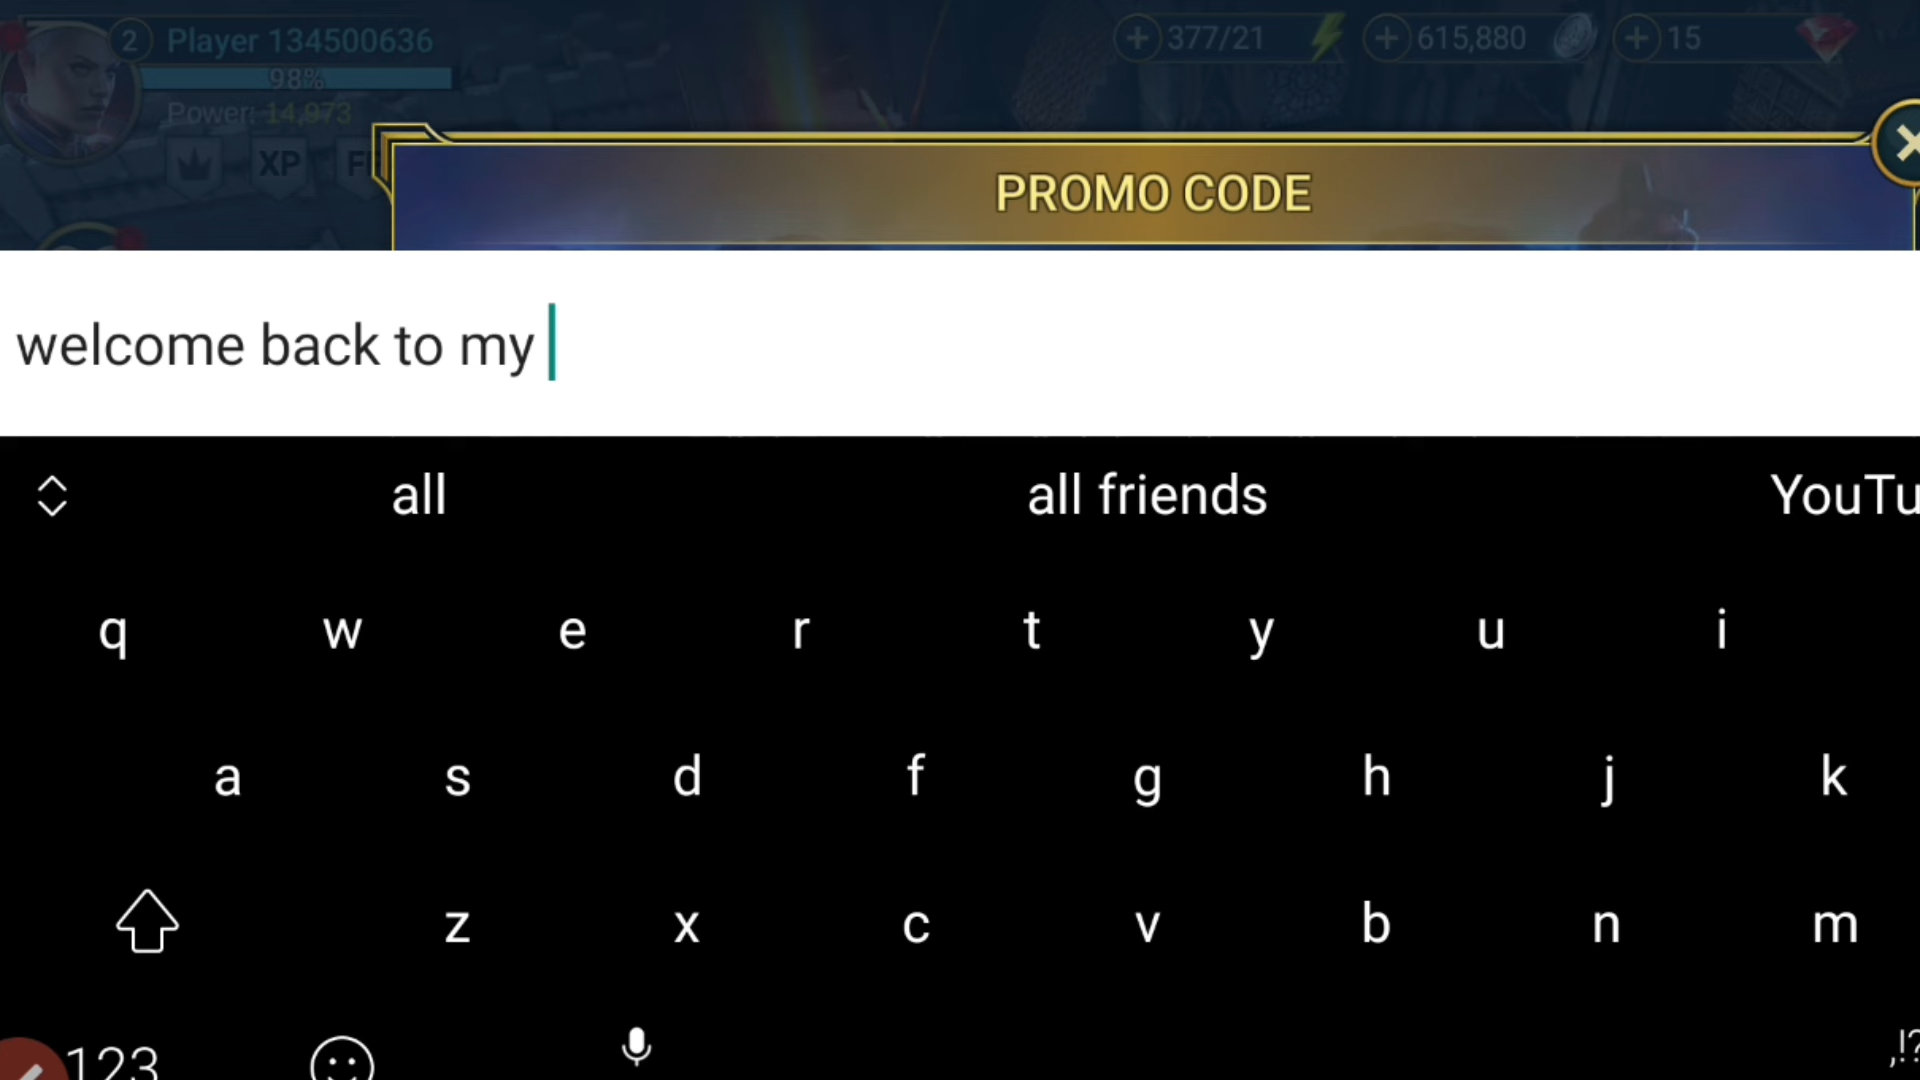 2 Player 134500636 377/21 615,880 15
98%
Power: 14,973
XP
PROMO CODE
welcome back to my
all all friends YouTu
q w e r t y u i
a s d f g h j k
z x c v b n m
123 ,!?